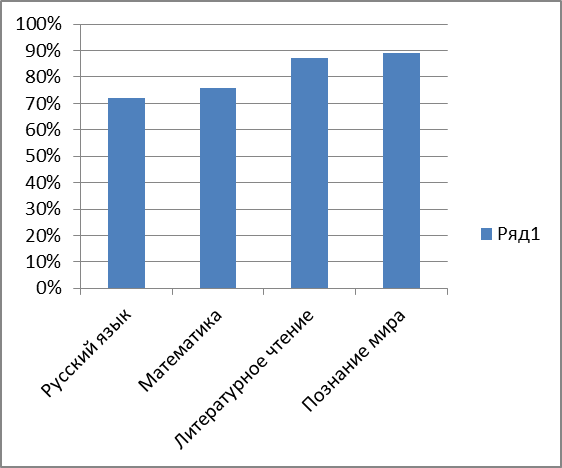 100%
90%
80%
70%
60%
50%
40%
30%
20%
10%
0%
Русский язык
Математика
Литературное чтение
Познание мира
Ряд1